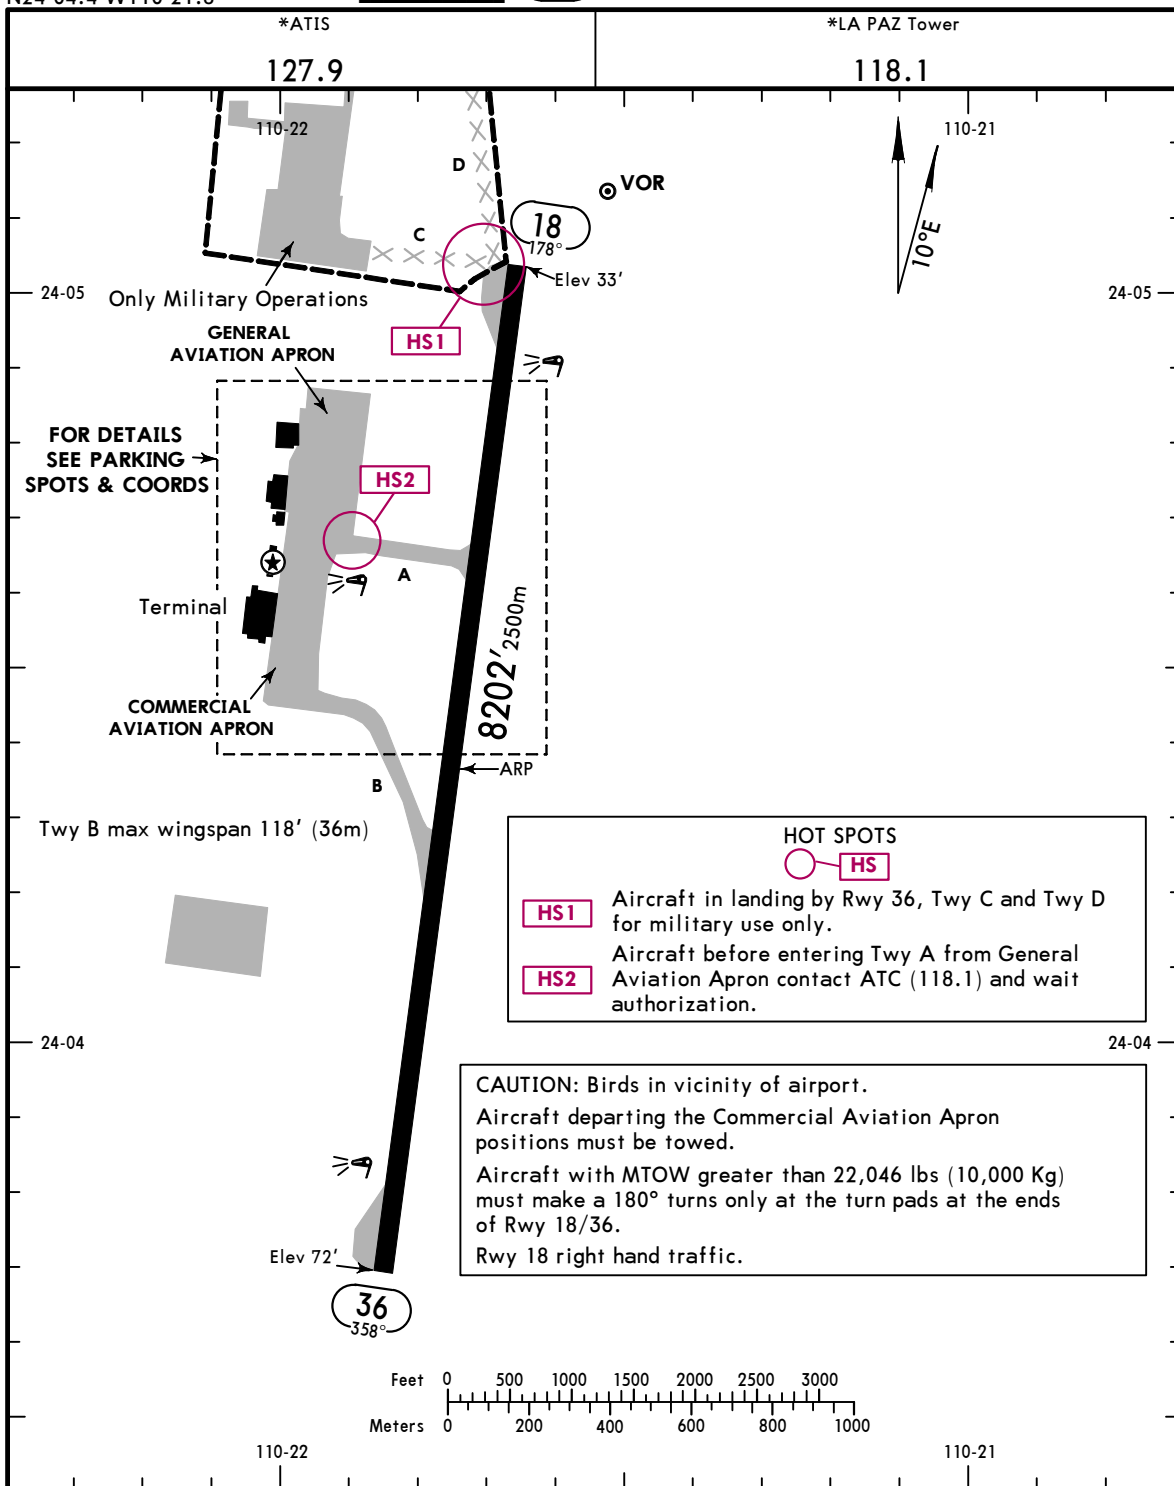 *ATIS
127.9
*LA PAZ Tower
118.1
110-22
110-21
D
VOR
18
178°
C
10°E
Elev 33'
24-05
24-05
Only Military Operations
HS1
GENERAL
AVIATION APRON
FOR DETAILS
SEE PARKING
SPOTS & COORDS
HS2
A
Terminal
8202' 2500m
COMMERCIAL
AVIATION APRON
ARP
B
Twy B max wingspan 118' (36m)
HOT SPOTS
HS
HS1
Aircraft in landing by Rwy 36, Twy C and Twy D
for military use only.
HS2
Aircraft before entering Twy A from General
Aviation Apron contact ATC (118.1) and wait
authorization.
24-04
24-04
CAUTION: Birds in vicinity of airport.
Aircraft departing the Commercial Aviation Apron
positions must be towed.
Aircraft with MTOW greater than 22,046 lbs (10,000 Kg)
must make a 180° turns only at the turn pads at the ends
of Rwy 18/36.
Rwy 18 right hand traffic.
Elev 72'
36
358°
Feet 0 500 1000 1500 2000 2500 3000
Meters 0 200 400 600 800 1000
110-22
110-21